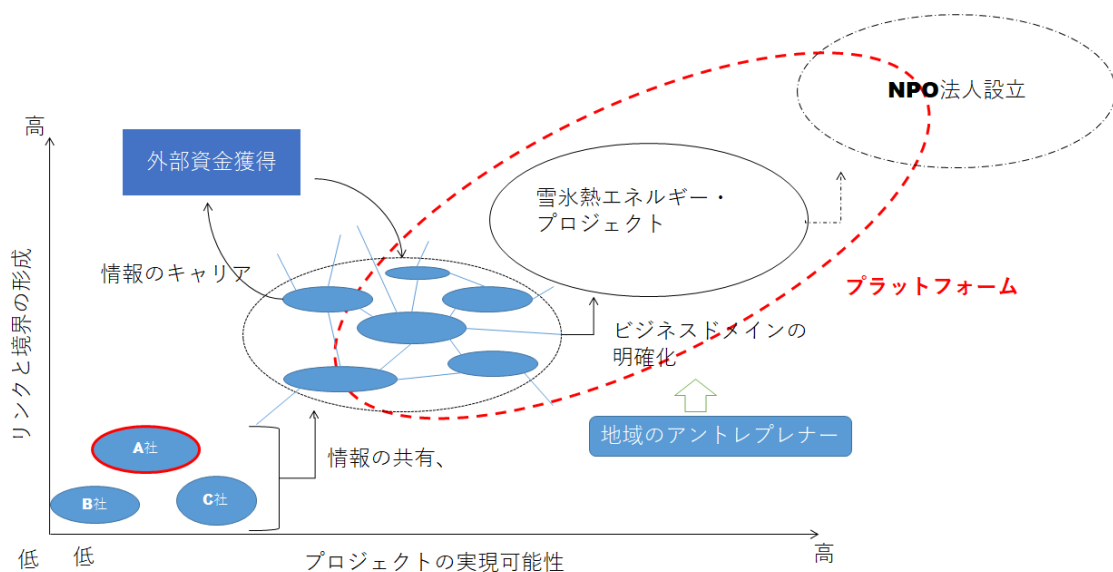 NPO法人設立
高
外部資金獲得
雪氷熱エネルギー・
プロジェクト
情報のキャリア
プラットフォーム
リンクと境界の形成
ビジネスドメインの
明確化
地域のアントレプレナー
A社
情報の共有、
B社
C社
低
低
プロジェクトの実現可能性
高